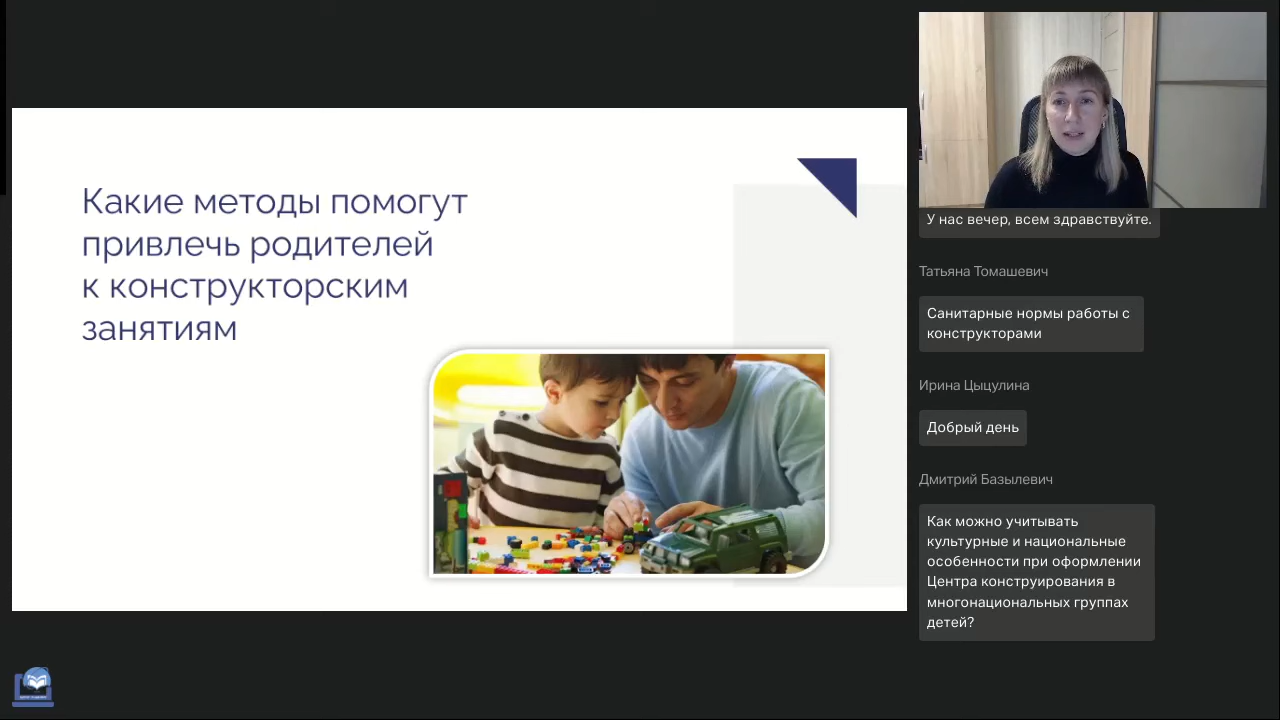 Какие методы помогут
привлечь родителей
к конструкторским
занятиям
У нас вечер, всем здравствуйте.
Татьяна Томашевич
Санитарные нормы работы с
конструкторами
Ирина Цыцулина
Добрый день
Дмитрий Базылевич
Как можно учитывать
культурные и национальные
особенности при оформлении
Центра конструирования в
многонациональных группах
детей?